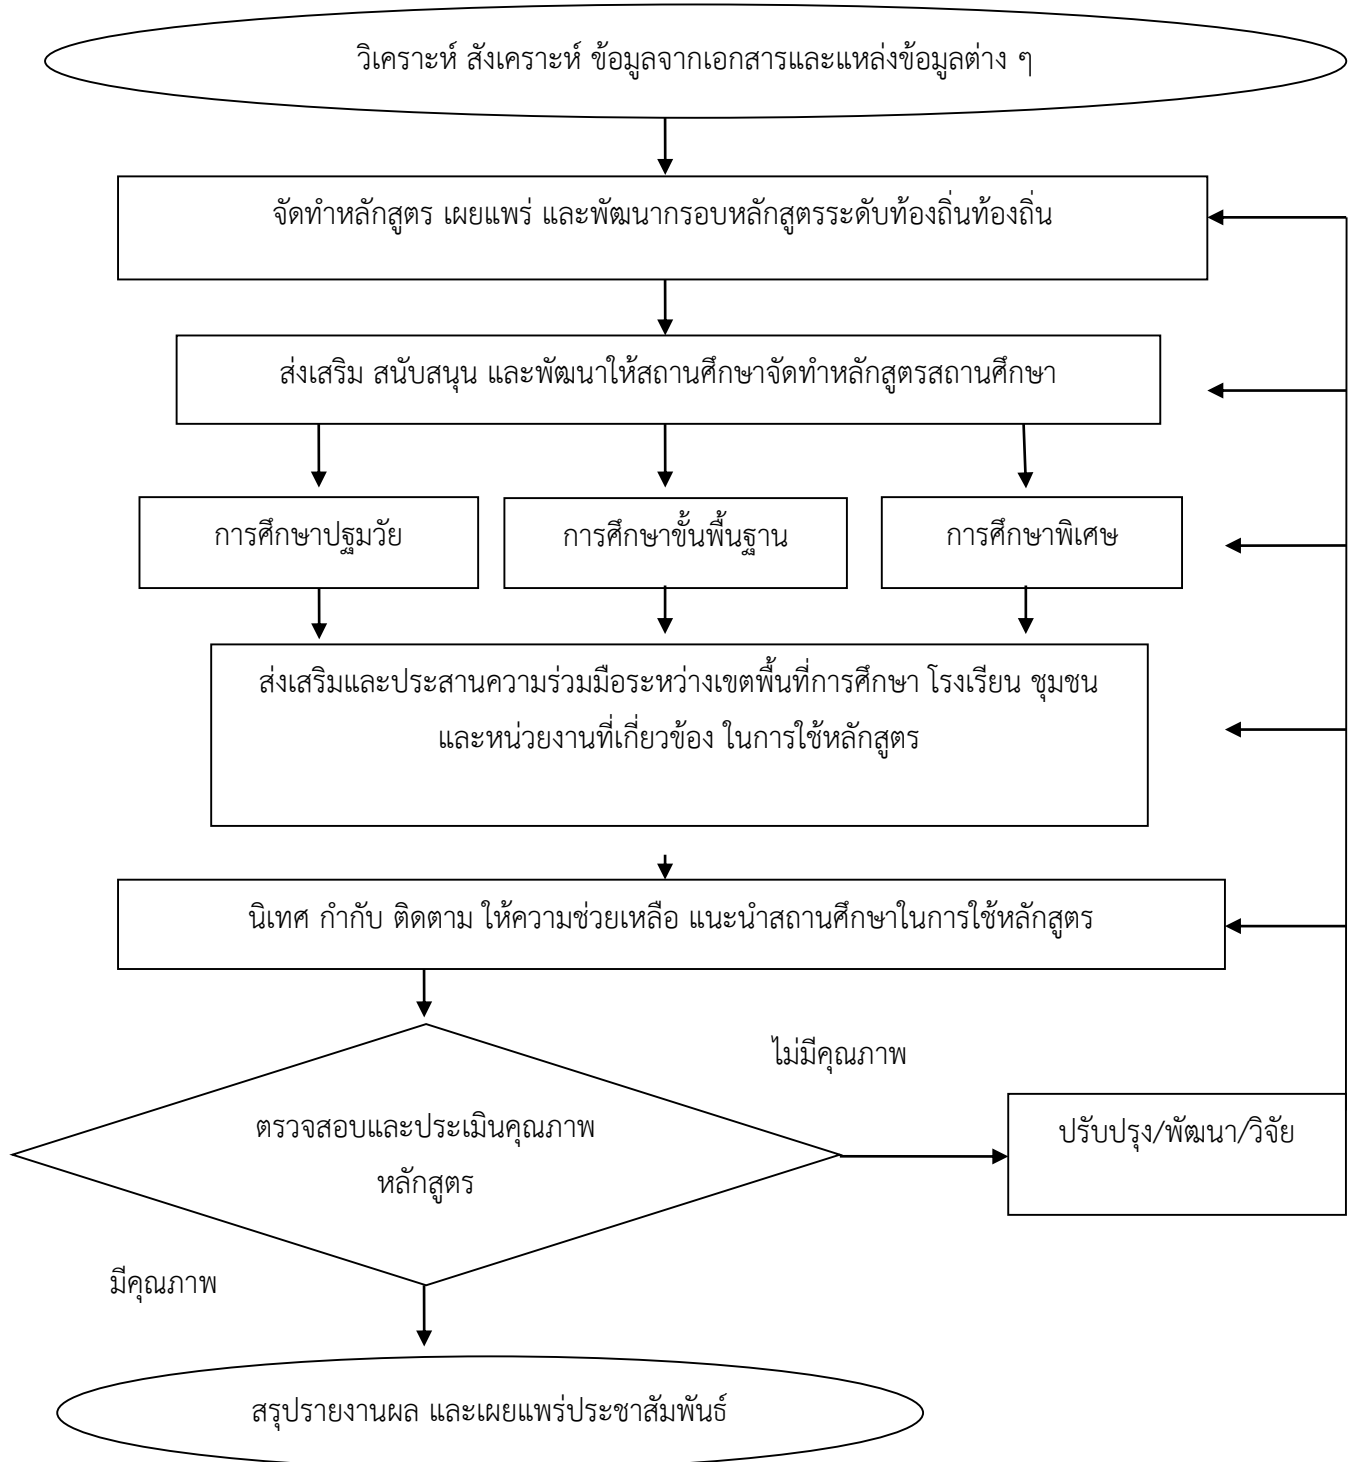 วิเคราะห์ สังเคราะห์ ข้อมูลจากเอกสารและแหล่งข้อมูลต่าง ๆ
จัดทำหลักสูตร เผยแพร่ และพัฒนากรอบหลักสูตรระดับท้องถิ่นท้องถิ่น
ส่งเสริม สนับสนุน และพัฒนาให้สถานศึกษาจัดทำหลักสูตรสถานศึกษา
การศึกษาปฐมวัย
การศึกษาขั้นพื้นฐาน
การศึกษาพิเศษ
ส่งเสริมและประสานความร่วมมือระหว่างเขตพื้นที่การศึกษา โรงเรียน ชุมชน
และหน่วยงานที่เกี่ยวข้อง ในการใช้หลักสูตร
นิเทศ กำกับ ติดตาม ให้ความช่วยเหลือ แนะนำสถานศึกษาในการใช้หลักสูตร
ไม่มีคุณภาพ
ตรวจสอบและประเมินคุณภาพ
หลักสูตร
ปรับปรุง/พัฒนา/วิจัย
มีคุณภาพ
สรุปรายงานผล และเผยแพร่ประชาสัมพันธ์